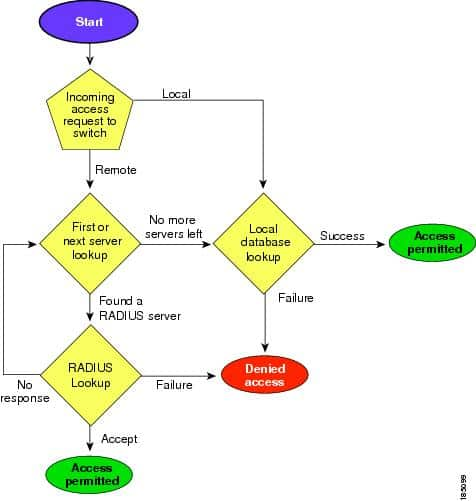 Start
Incoming
access
request to
switch
Local
Remote
First or
next server
lookup
No more
servers left
Local
database
lookup
Success
Access
permitted
Found a
RADIUS server
Failure
RADIUS
Lookup
No
response
Failure
Denied
access
Accept
Access
permitted
185099